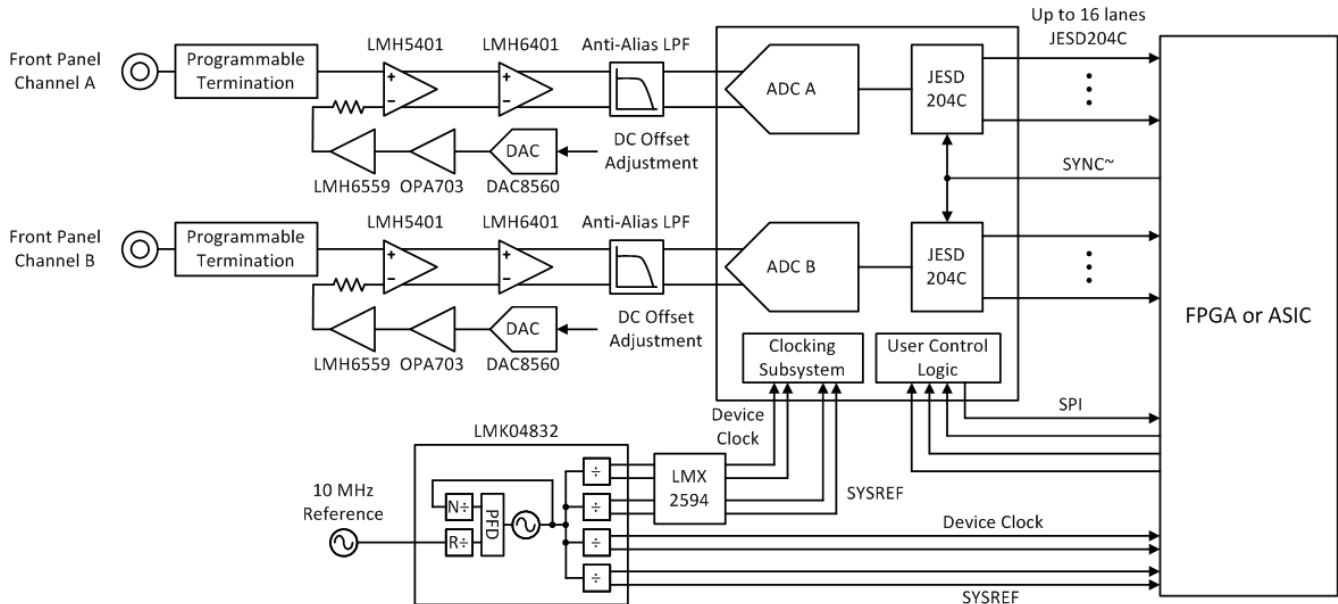 Up to 16 lanes
JESD204C
Front Panel
Channel A
Programmable
Termination
LMH5401
LMH6401
Anti-Alias LPF
+
−
+
−
ADC A
JESD
204C
DAC
DC Offset
Adjustment
LMH6559
OPA703
DAC8560
SYNC~
Front Panel
Channel B
Programmable
Termination
LMH5401
LMH6401
Anti-Alias LPF
+
−
+
−
ADC B
JESD
204C
DAC
DC Offset
Adjustment
LMH6559
OPA703
DAC8560
FPGA or ASIC
Clocking
Subsystem
User Control
Logic
SPI
Device
Clock
LMK04832
÷
LMX
2594
SYSREF
10 MHz
Reference
N÷
R÷
PFD
÷
÷
÷
Device Clock
SYSREF